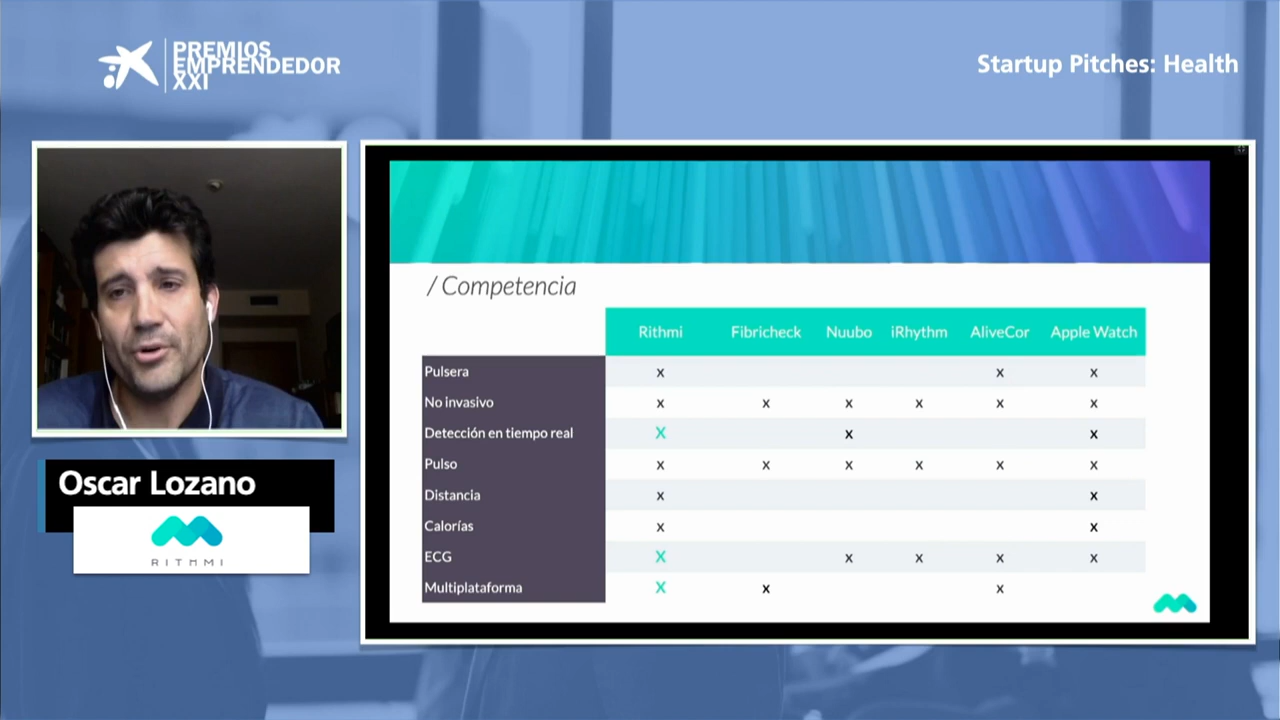 PREMIOS
EMPRENDEDOR
XXI
Startup Pitches: Health
/ Competencia
Rithmi Fibricheck Nuubo iRhythm AliveCor Apple Watch
Pulsera x x x
No invasivo x x x x x x
Detección en tiempo real X x x
Pulso x x x x x x
Distancia x x
Calorías x x
ECG X x x x x
Multiplataforma X x x
Oscar Lozano
RITHMI